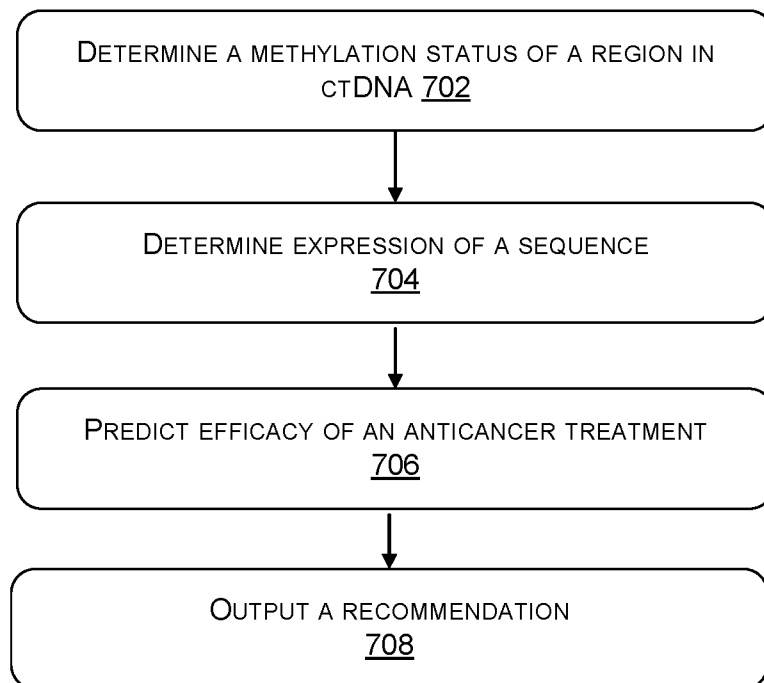 DETERMINE A METHYLATION STATUS OF A REGION IN
CTDNA 702
DETERMINE EXPRESSION OF A SEQUENCE
704
PREDICT EFFICACY OF AN ANTICANCER TREATMENT
706
OUTPUT A RECOMMENDATION
708